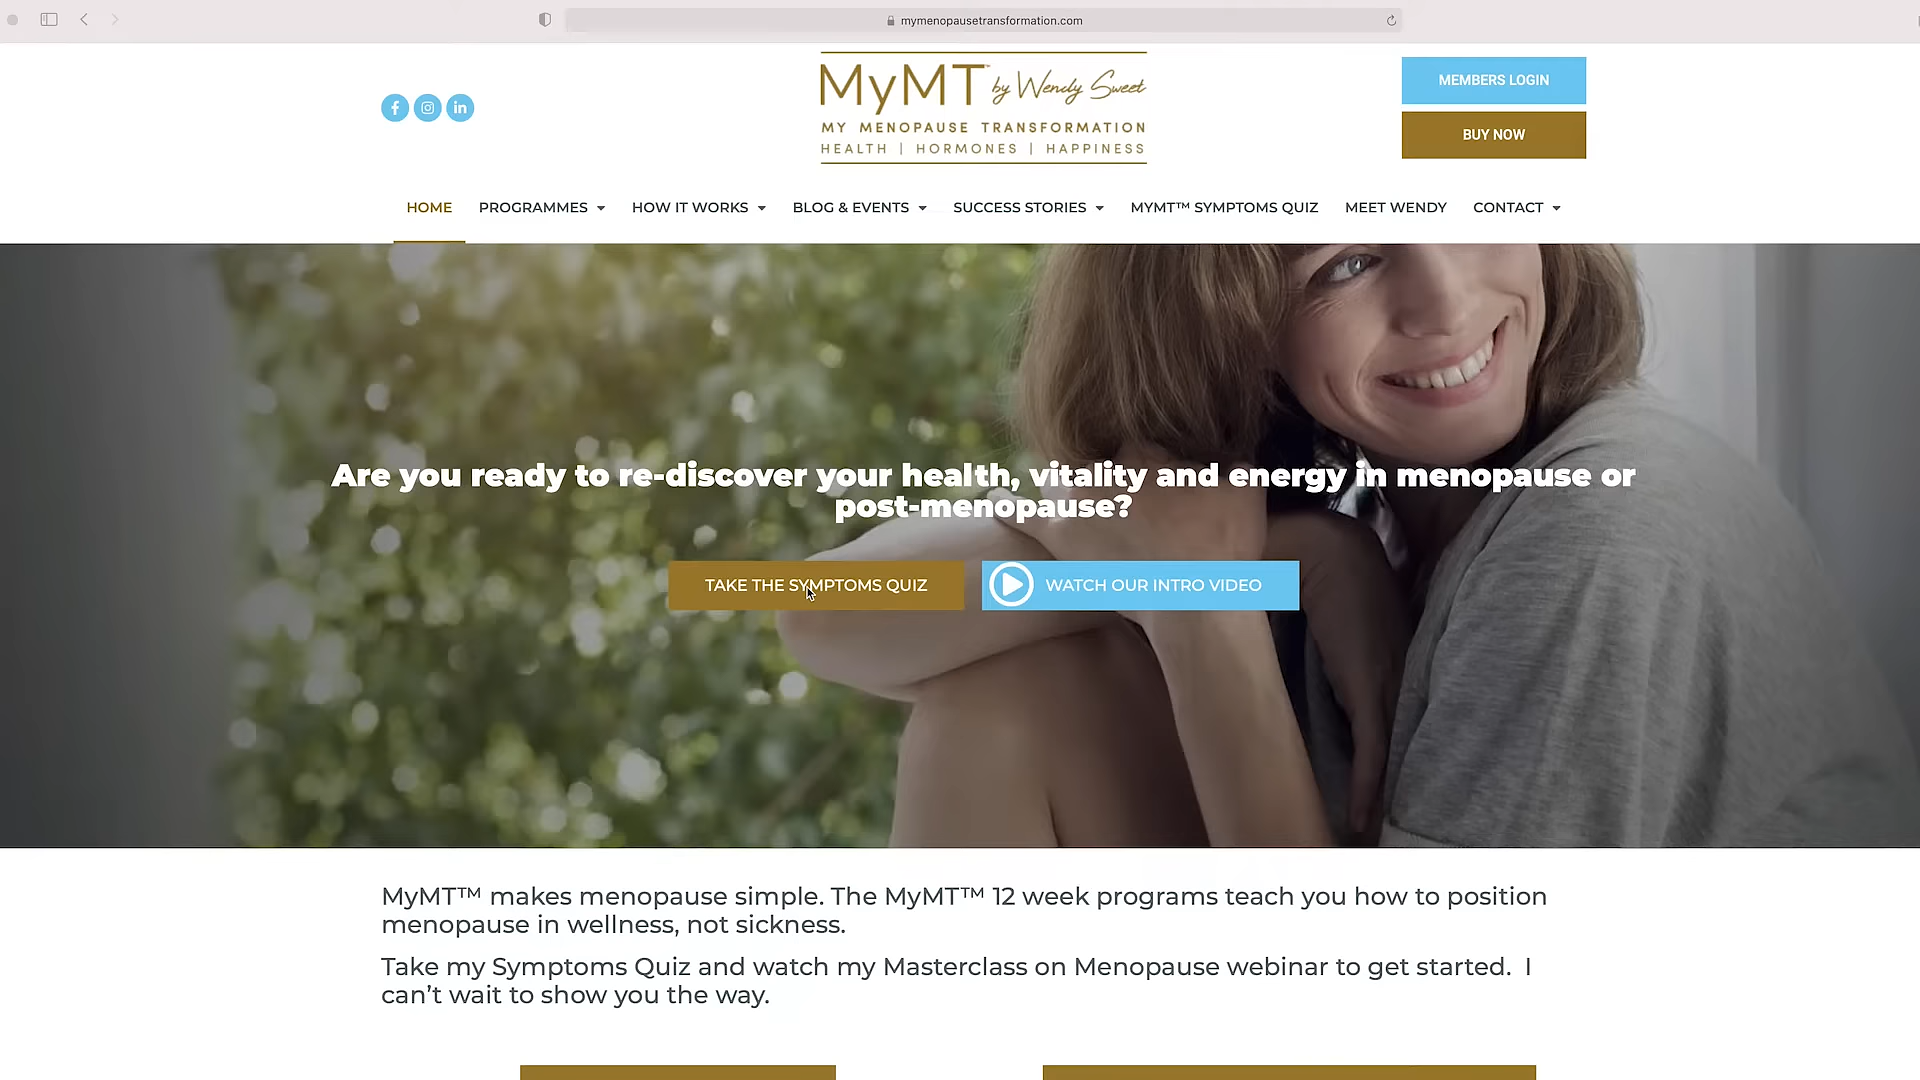 mymenopausetransformation.com
MyMT™ by Wendy Sweet
MY MENOPAUSE TRANSFORMATION
HEALTH | HORMONES | HAPPINESS
MEMBERS LOGIN
BUY NOW
HOME PROGRAMMES HOW IT WORKS BLOG & EVENTS SUCCESS STORIES MYMT™ SYMPTOMS QUIZ MEET WENDY CONTACT
Are you ready to re-discover your health, vitality and energy in menopause or
post-menopause?
TAKE THE SYMPTOMS QUIZ
WATCH OUR INTRO VIDEO
MyMT™ makes menopause simple. The MyMT™ 12 week programs teach you how to position
menopause in wellness, not sickness.
Take my Symptoms Quiz and watch my Masterclass on Menopause webinar to get started. I
can't wait to show you the way.